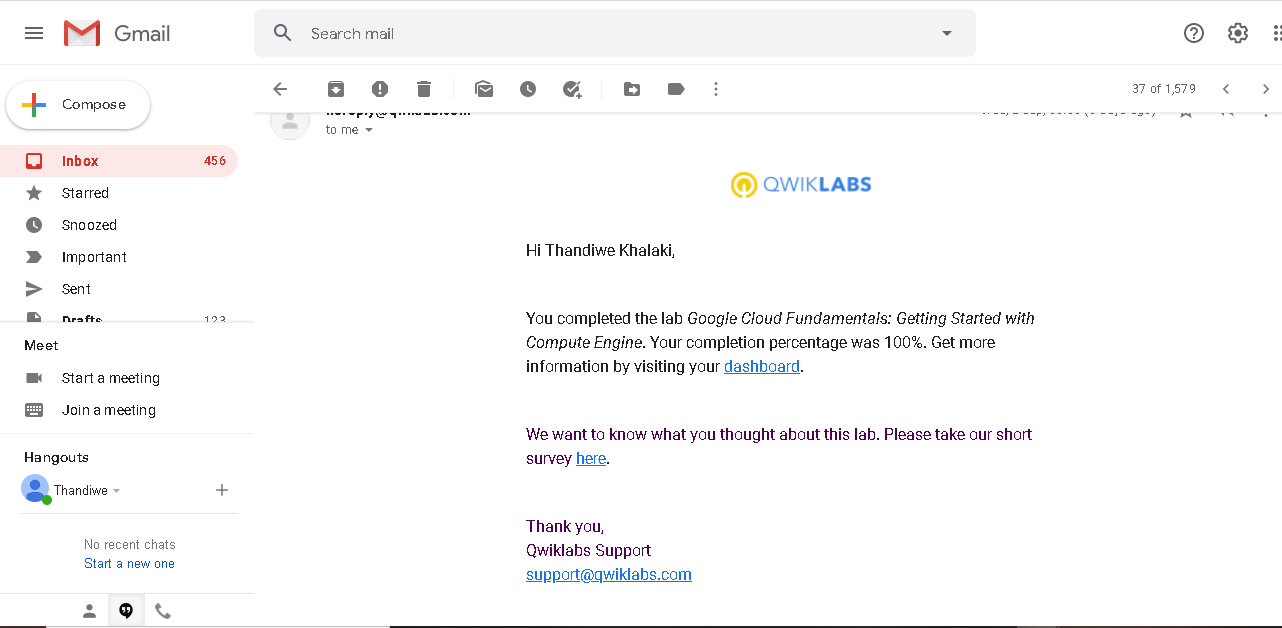 Gmail
Search mail
Compose
37 of 1,579
Inbox 456
Starred
Snoozed
Important
Sent
Drafts 123
Meet
Start a meeting
Join a meeting
Hangouts
Thandiwe
No recent chats
Start a new one
to me
QWIKLABS
Hi Thandiwe Khalaki,
You completed the lab Google Cloud Fundamentals: Getting Started with
Compute Engine. Your completion percentage was 100%. Get more
information by visiting your dashboard.
We want to know what you thought about this lab. Please take our short
survey here.
Thank you,
Qwiklabs Support
support@qwiklabs.com